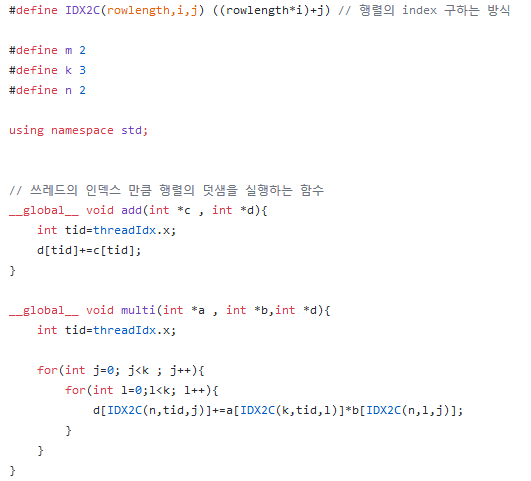 #define IDX2C(rowlength,i,j) ((rowlength*i)+j) // 행렬의 index 구하는 방식
#define m 2
#define k 3
#define n 2
using namespace std;
// 쓰레드의 인덱스 만큼 행렬의 덧샘을 실행하는 함수
__global__ void add(int *c , int *d){
    int tid=threadIdx.x;
    d[tid]+=c[tid];
}
__global__ void multi(int *a , int *b,int *d){
    int tid=threadIdx.x;
    for(int j=0; j<k ; j++){
        for(int l=0;l<k; l++){
            d[IDX2C(n,tid,j)]+=a[IDX2C(k,tid,l)]*b[IDX2C(n,l,j)];
        }
    }
}